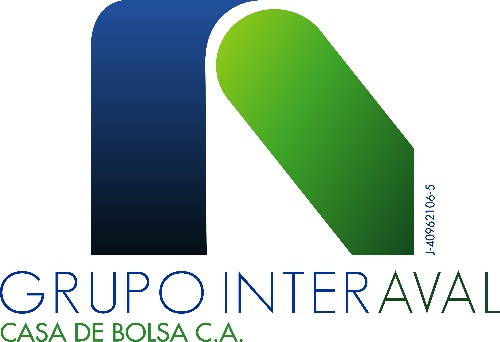 J-40962106-5
GRUPO INTERAVAL
CASA DE BOLSA C.A.